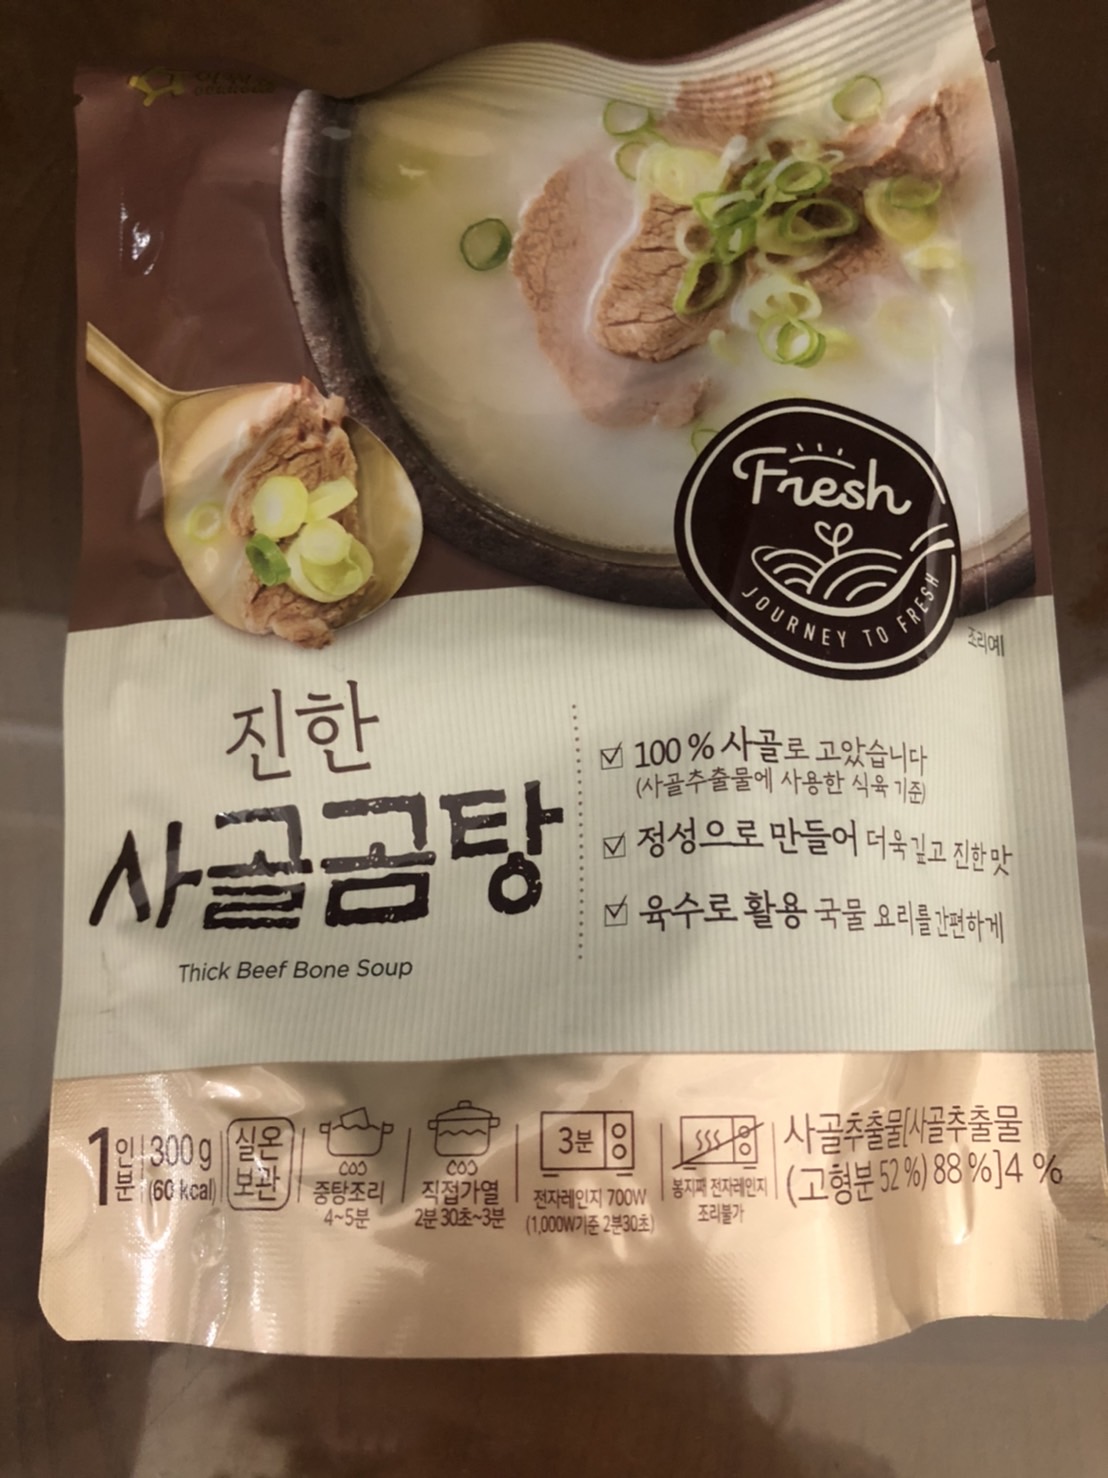 Fresh
JOURNEY TO FRESH
조리예
진한
사골곰탕
Thick Beef Bone Soup
100 % 사골로 고았습니다
(사골추출물에 사용한 식육 기준)
정성으로 만들어 더욱 깊고 진한 맛
육수로 활용 국물 요리를 간편하게
1인분
300 g
(60 kcal)
실온
보관
중탕조리
4~5분
직접가열
2분 30초~3분
3분
전자레인지 700W
(1,000W기준 2분30초)
봉지째 전자레인지
조리불가
사골추출물[사골추출물
(고형분 52 %) 88 %]4 %